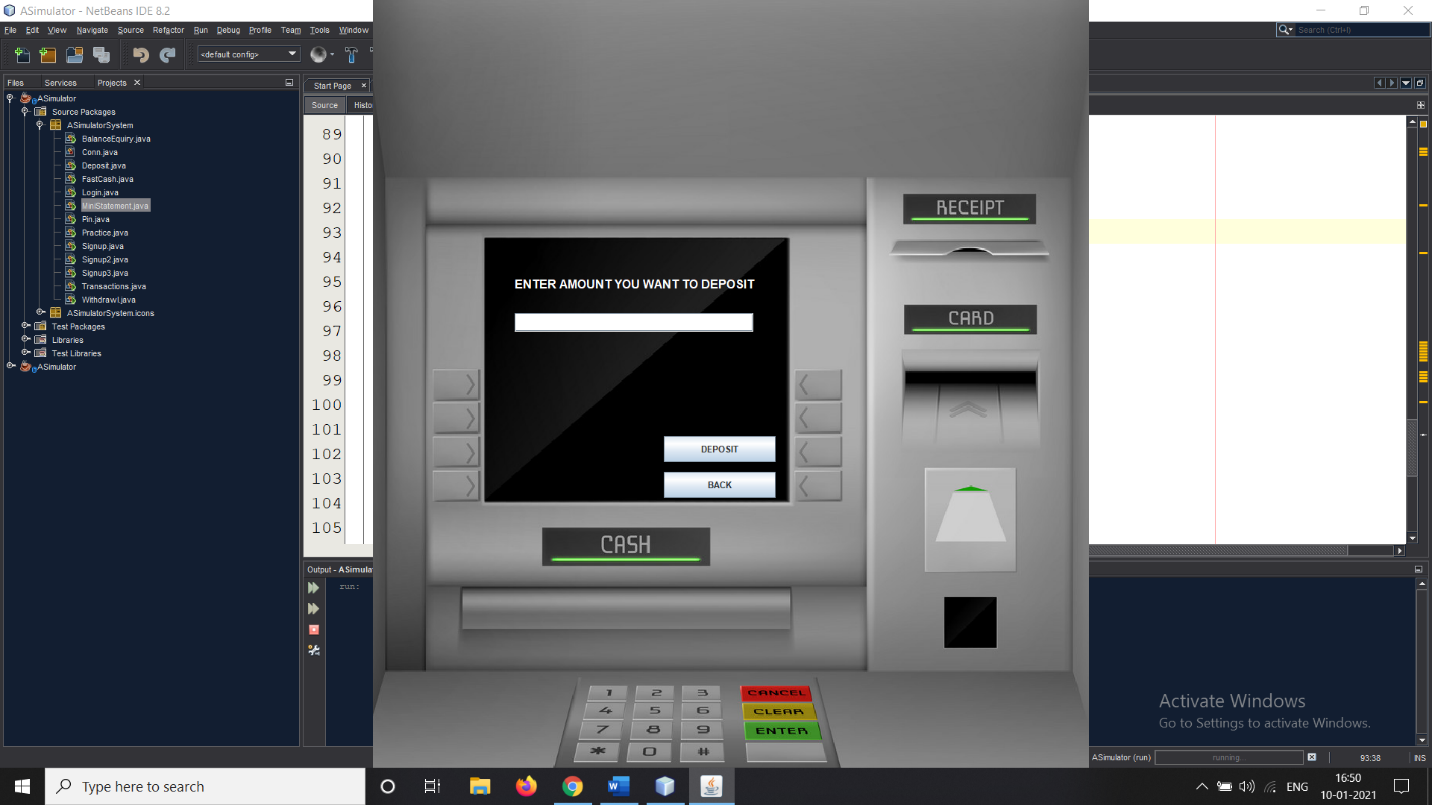 ASimulator - NetBeans IDE 8.2
File Edit View Navigate Source Refactor Run Debug Profile Team Tools Window
Search (Ctrl+I)
<default config>
Files Services Projects
Start Page
Source Histo
ASimulator
Source Packages
ASimulatorSystem
BalanceEquiry.java
Conn.java
Deposit.java
FastCash.java
Login.java
MiniStatement.java
Pin.java
Practice.java
Signup.java
Signup2.java
Signup3.java
Transactions.java
Withdrawl.java
ASimulatorSystem.icons
Test Packages
Libraries
Test Libraries
ASimulator
89
90
91
92
93
94
95
96
97
98
99
100
101
102
103
104
105
Output - ASimulat
run:
RECEIPT
CARD
ENTER AMOUNT YOU WANT TO DEPOSIT
DEPOSIT
BACK
CASH
1 2 3 CANCEL
4 5 6 CLEAR
7 8 9 ENTER
* 0 #
Activate Windows
Go to Settings to activate Windows.
ASimulator (run) running... 93:38 INS
Type here to search
ENG
16:50
10-01-2021